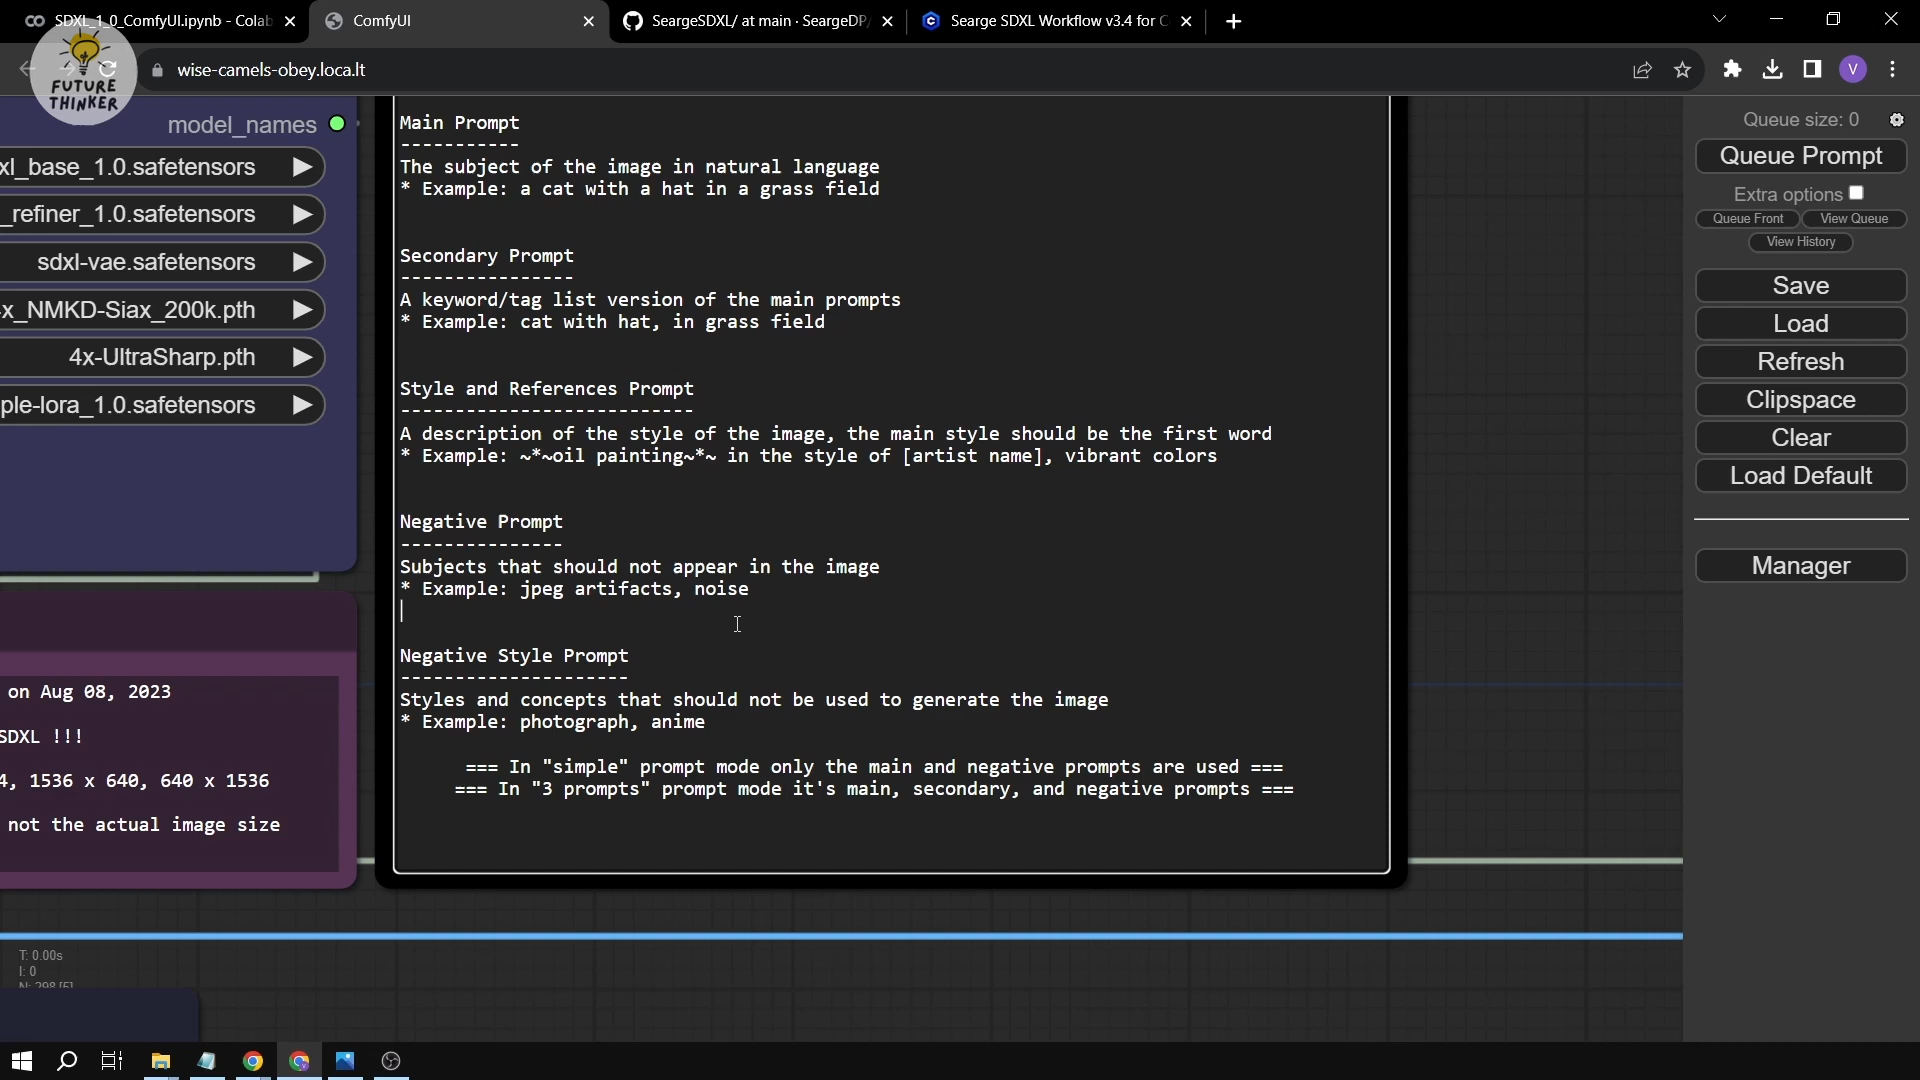 SDXL_1_0_ComfyUI.ipynb - Colab
ComfyUI
SeargeSDXL/ at main · SeargeDP/
Searge SDXL Workflow v3.4 for C
FUTURE
THINKER
wise-camels-obey.loca.lt
V
model_names
xl_base_1.0.safetensors
_refiner_1.0.safetensors
sdxl-vae.safetensors
x_NMKD-Siax_200k.pth
4x-UltraSharp.pth
ple-lora_1.0.safetensors
on Aug 08, 2023
SDXL !!!
4, 1536 x 640, 640 x 1536
not the actual image size
Main Prompt
-----------
The subject of the image in natural language
* Example: a cat with a hat in a grass field
Secondary Prompt
----------------
A keyword/tag list version of the main prompts
* Example: cat with hat, in grass field
Style and References Prompt
---------------------------
A description of the style of the image, the main style should be the first word
* Example: ~*~oil painting~*~ in the style of [artist name], vibrant colors
Negative Prompt
---------------
Subjects that should not appear in the image
* Example: jpeg artifacts, noise
Negative Style Prompt
---------------------
Styles and concepts that should not be used to generate the image
* Example: photograph, anime
=== In "simple" prompt mode only the main and negative prompts are used ===
=== In "3 prompts" prompt mode it's main, secondary, and negative prompts ===
Queue size: 0
Queue Prompt
Extra options
Queue Front
View Queue
View History
Save
Load
Refresh
Clipspace
Clear
Load Default
Manager
T: 0.00s
I: 0
N: 298 [5]